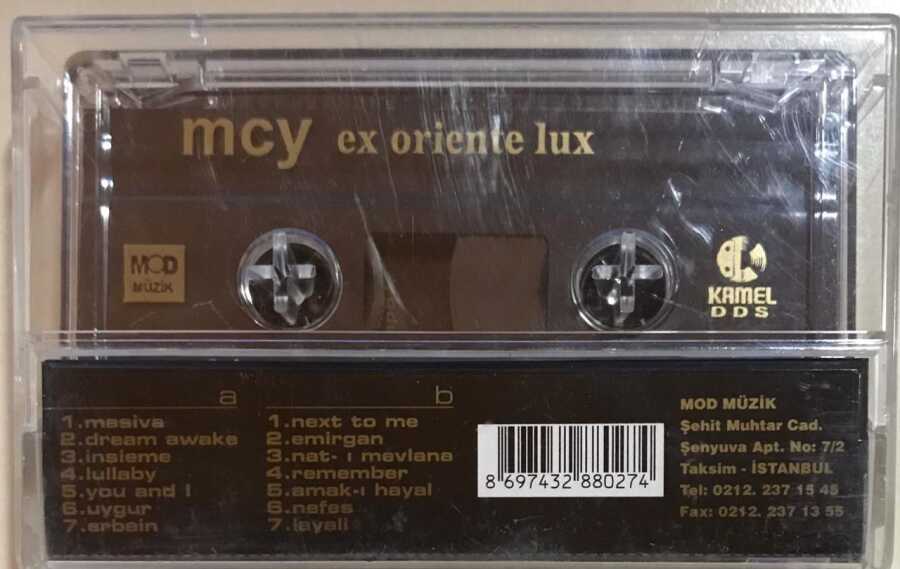 mcy ex oriente lux
MOD
MÜZİK
KAMEL
DDS
a
1.masiva
2.dream awake
3.insieme
4.lullaby
5.you and I
6.uygur
7.erbain
b
1.next to me
2.emirgan
3.nat-ı mevlana
4.remember
5.amak-ı hayal
6.nefes
7.layali
8 697432 880274
MOD MÜZİK
Şehit Muhtar Cad.
Şenyuva Apt. No: 7/2
Taksim - İSTANBUL
Tel: 0212. 237 15 45
Fax: 0212. 237 13 55